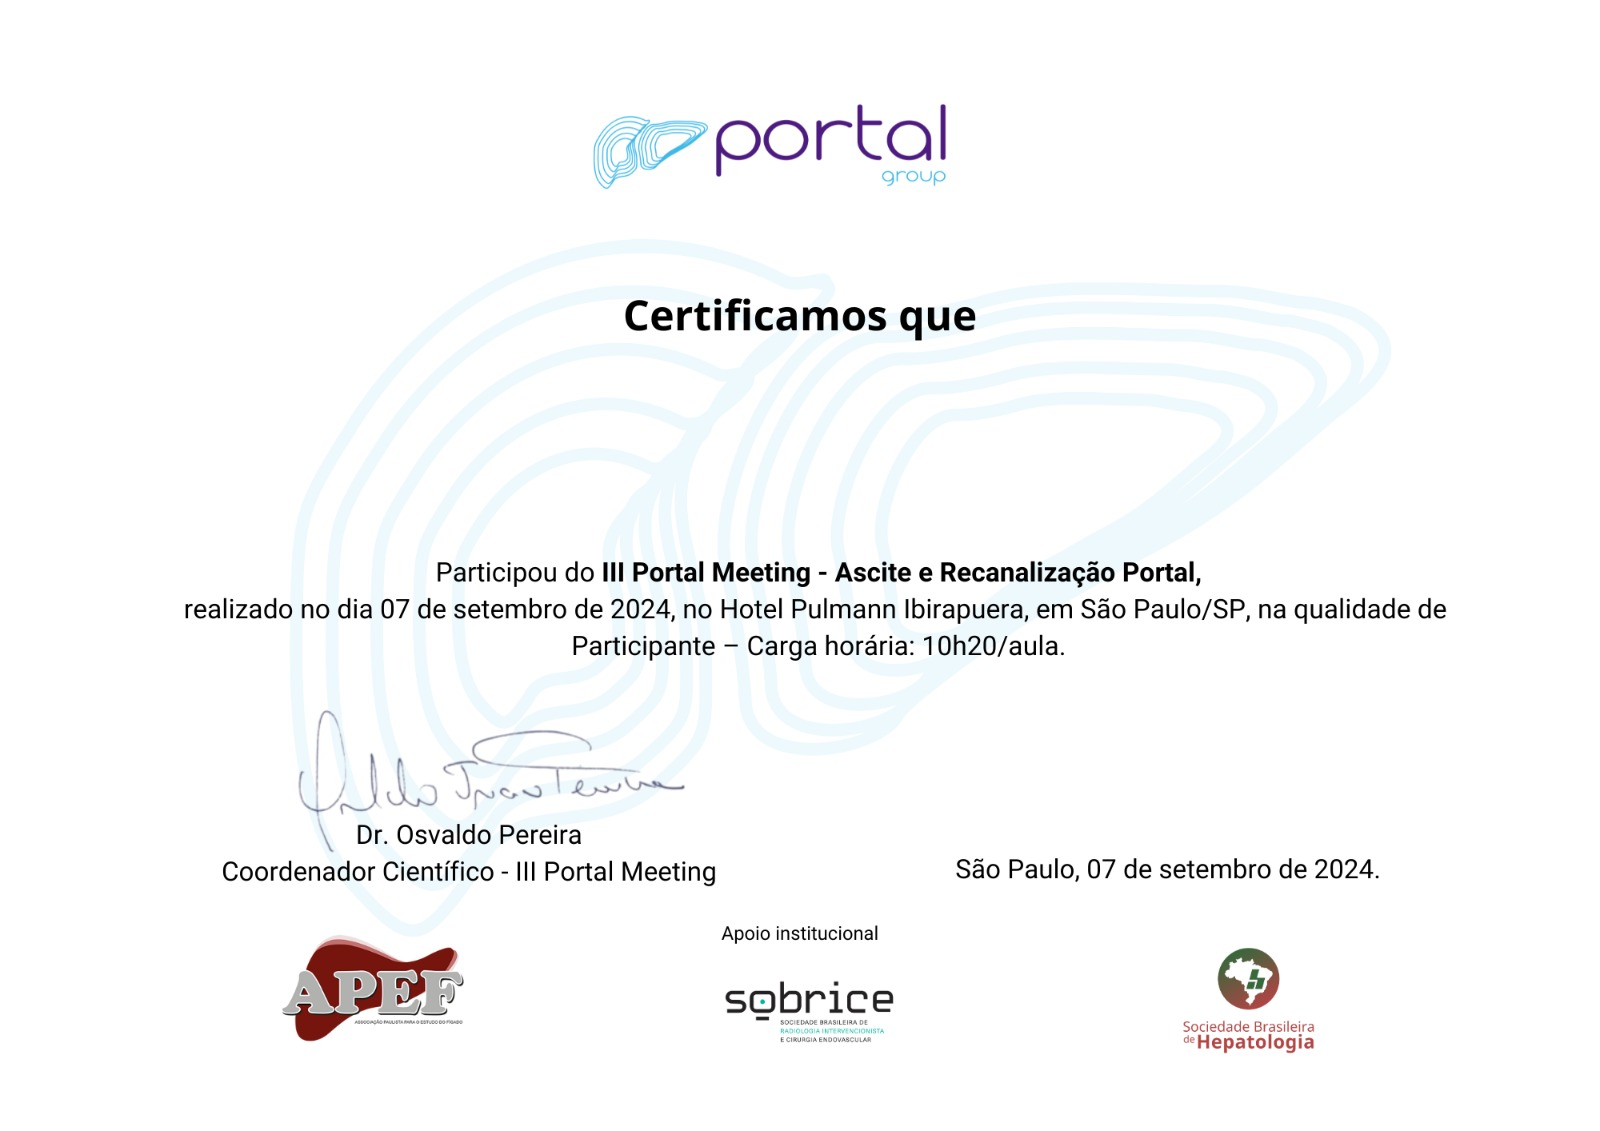 portal
group
Certificamos que
Participou do III Portal Meeting - Ascite e Recanalização Portal,
realizado no dia 07 de setembro de 2024, no Hotel Pulmann Ibirapuera, em São Paulo/SP, na qualidade de
Participante – Carga horária: 10h20/aula.
Dr. Osvaldo Pereira
Coordenador Científico - III Portal Meeting
São Paulo, 07 de setembro de 2024.
Apoio institucional
APEF
ASSOCIAÇÃO PAULISTA PARA O ESTUDO DO FÍGADO
sobrice
SOCIEDADE BRASILEIRA DE
RADIOLOGIA INTERVENCIONISTA
E CIRURGIA ENDOVASCULAR
Sociedade Brasileira
de Hepatologia